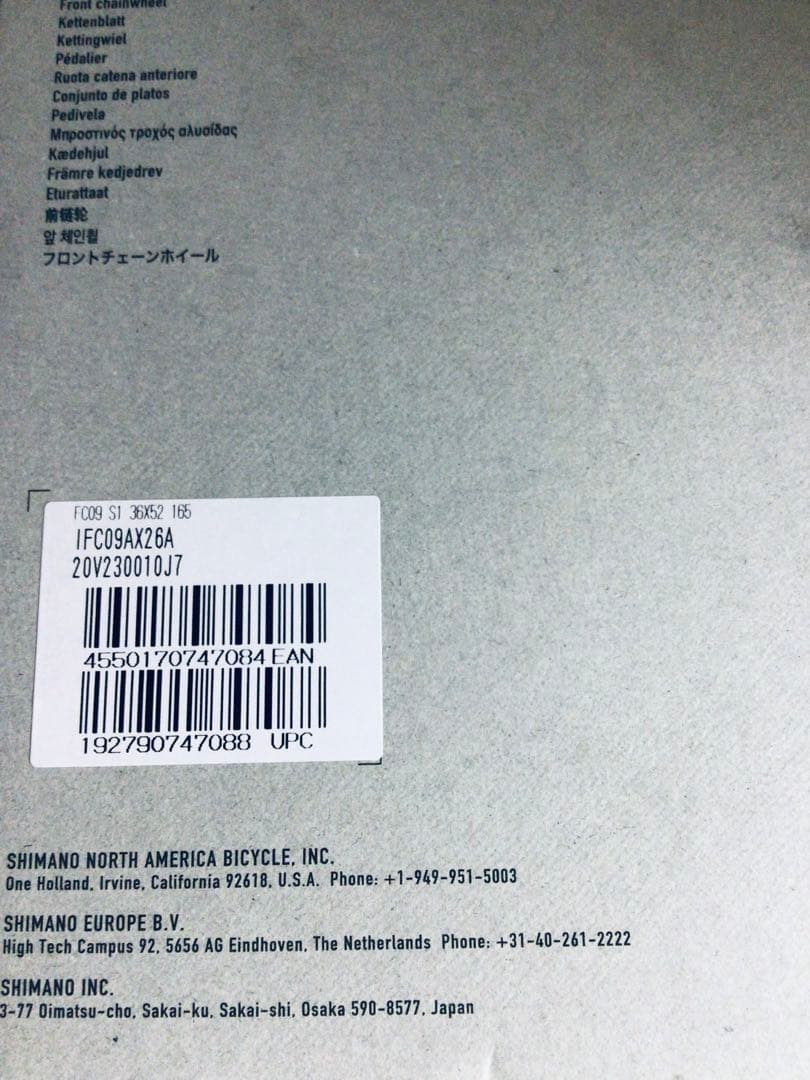 Front chainwheel
Kettenblatt
Kettingwiel
Pédalier
Ruota catena anteriore
Conjunto de platos
Pedivela
Μπροστινός τροχός αλυσίδας
Kædehjul
Främre kedjedrev
Eturattaat
前链轮
앞 체인휠
フロントチェーンホイール
FC09 S1 36X52 165
IFC09AX26A
20V230010J7
4550170747084 EAN
192790747088 UPC
SHIMANO NORTH AMERICA BICYCLE, INC.
One Holland, Irvine, California 92618, U.S.A. Phone: +1-949-951-5003
SHIMANO EUROPE B.V.
High Tech Campus 92, 5656 AG Eindhoven, The Netherlands Phone: +31-40-261-2222
SHIMANO INC.
3-77 Oimatsu-cho, Sakai-ku, Sakai-shi, Osaka 590-8577, Japan